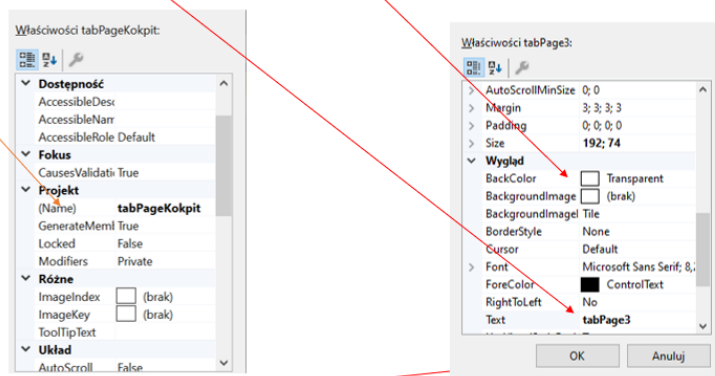 Właściwości tabPageKokpit:
Dostępność
AccessibleDesc
AccessibleNam
AccessibleRole Default
Fokus
CausesValidati True
Projekt
(Name) tabPageKokpit
GenerateMeml True
Locked False
Modifiers Private
Różne
ImageIndex (brak)
ImageKey (brak)
ToolTipText
Układ
AutoScroll False
Właściwości tabPage3:
AutoScrollMinSize 0; 0
Margin 3; 3; 3; 3
Padding 0; 0; 0; 0
Size 192; 74
Wygląd
BackColor Transparent
BackgroundImage (brak)
BackgroundImagel Tile
BorderStyle None
Cursor Default
Font Microsoft Sans Serif; 8,
ForeColor ControlText
RightToLeft No
Text tabPage3
OK Anuluj